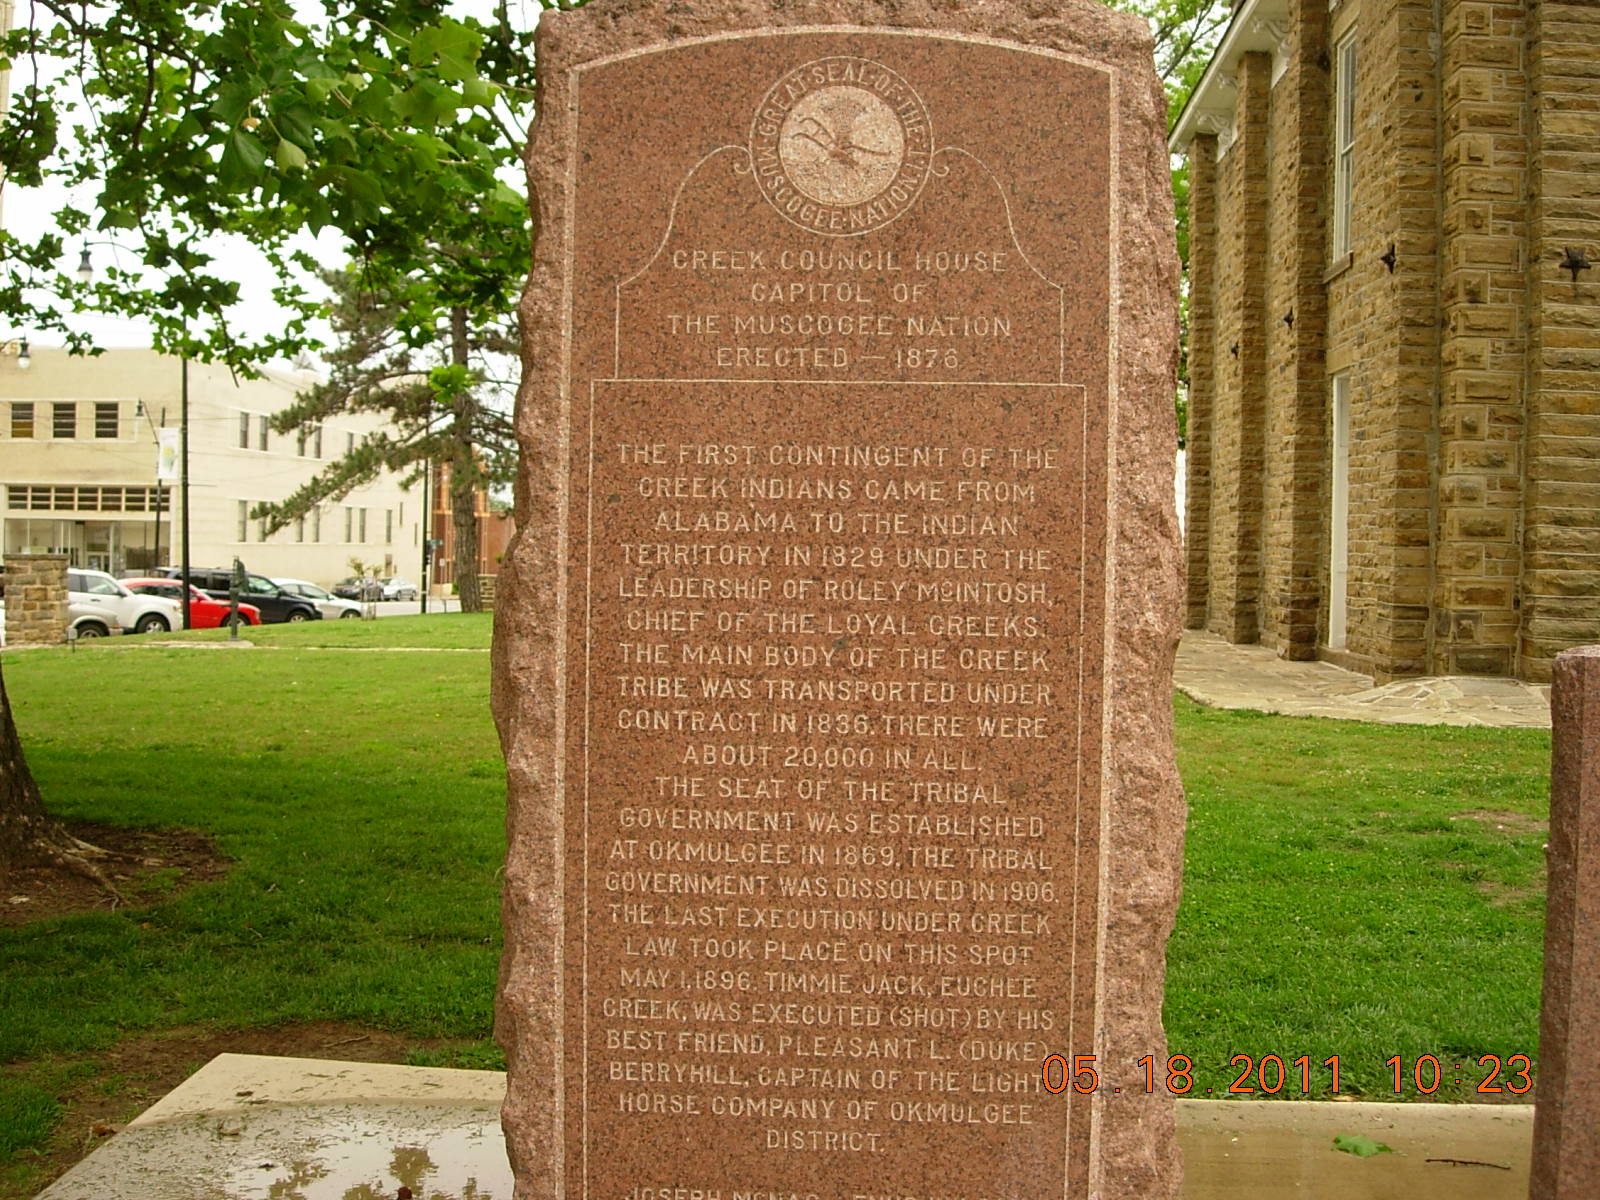 GREAT·SEAL·OF·THE·
MUSCOGEE·NATION·I.T.
CREEK COUNCIL HOUSE
CAPITOL OF
THE MUSCOGEE NATION
ERECTED — 1876
THE FIRST CONTINGENT OF THE
CREEK INDIANS CAME FROM
ALABAMA TO THE INDIAN
TERRITORY IN 1829 UNDER THE
LEADERSHIP OF ROLEY McINTOSH,
CHIEF OF THE LOYAL CREEKS.
THE MAIN BODY OF THE CREEK
TRIBE WAS TRANSPORTED UNDER
CONTRACT IN 1836. THERE WERE
ABOUT 20,000 IN ALL.
THE SEAT OF THE TRIBAL
GOVERNMENT WAS ESTABLISHED
AT OKMULGEE IN 1869, THE TRIBAL
GOVERNMENT WAS DISSOLVED IN 1906.
THE LAST EXECUTION UNDER CREEK
LAW TOOK PLACE ON THIS SPOT
MAY 1, 1896. TIMMIE JACK, EUCHEE
CREEK, WAS EXECUTED (SHOT) BY HIS
BEST FRIEND, PLEASANT L. (DUKE)
BERRYHILL, CAPTAIN OF THE LIGHT
HORSE COMPANY OF OKMULGEE
DISTRICT.
JOSEPH
05.18.2011 10:23